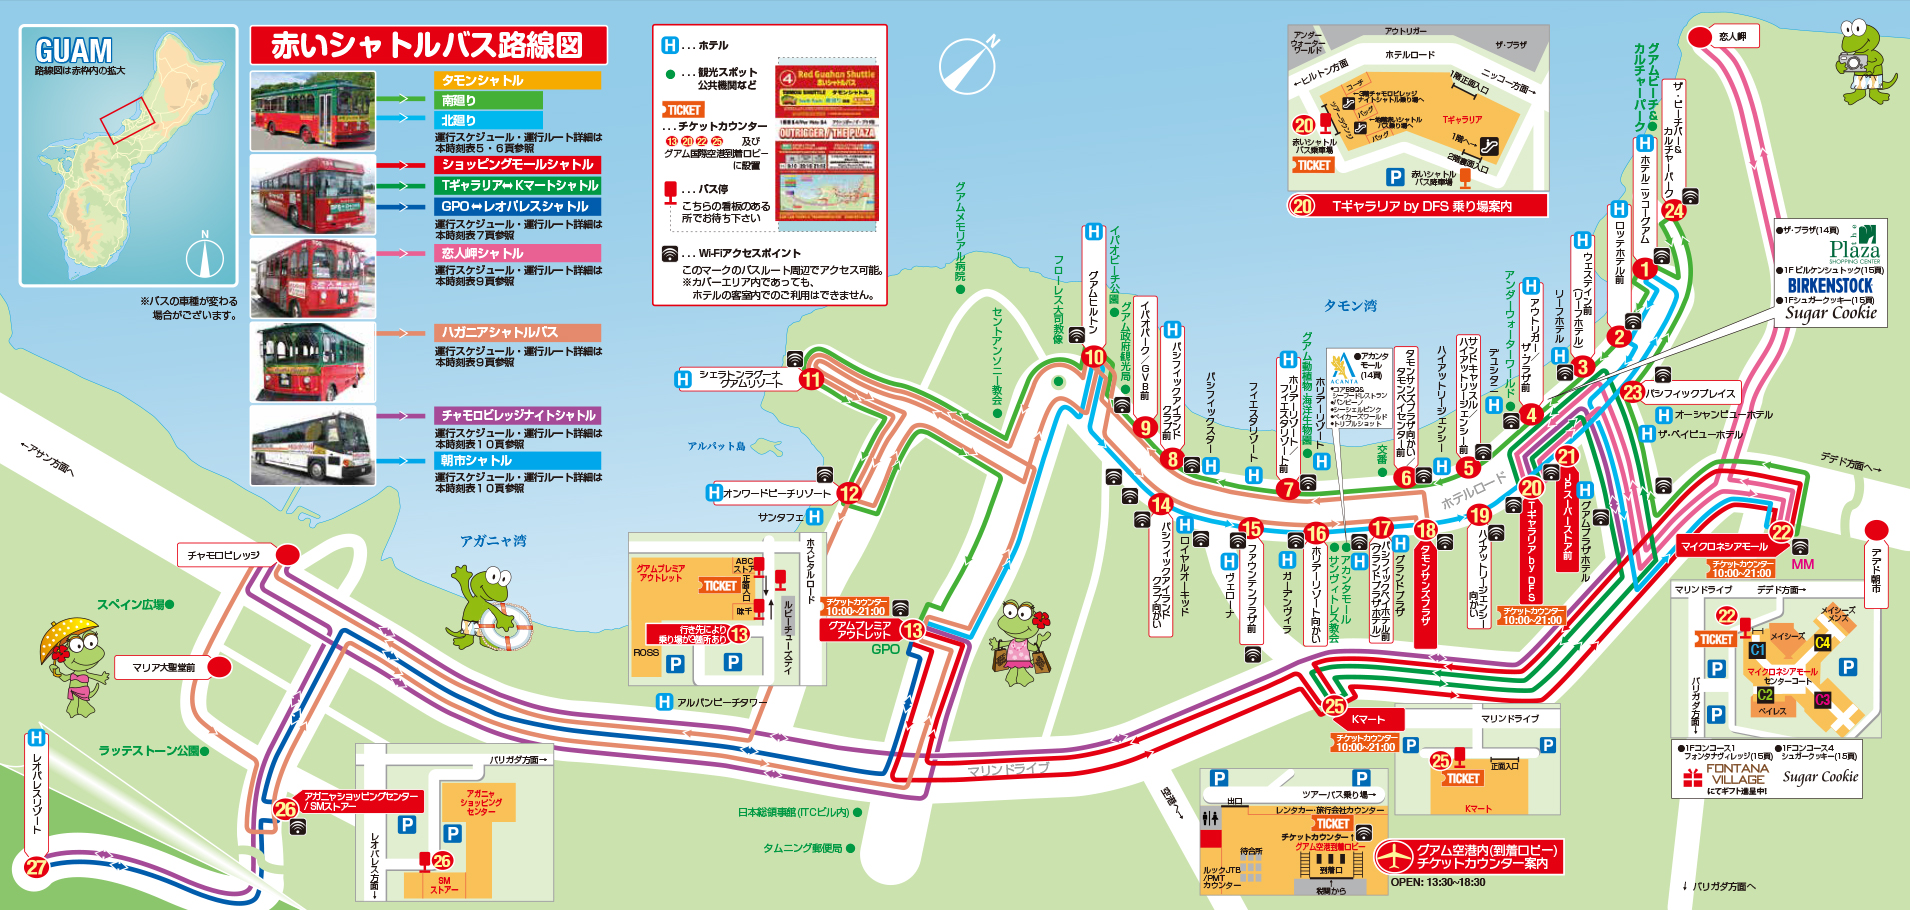 GUAM
路線図は赤枠内の拡大
N
※バスの車種が変わる
場合がございます。
赤いシャトルバス路線図
タモンシャトル
南廻り
北廻り
運行スケジュール・運行ルート詳細は
本時刻表5・6頁参照
ショッピングモールシャトル
Tギャラリア⇔Kマートシャトル
GPO⇔レオパレスシャトル
運行スケジュール・運行ルート詳細は
本時刻表7頁参照
恋人岬シャトル
運行スケジュール・運行ルート詳細は
本時刻表9頁参照
ハガニアシャトルバス
運行スケジュール・運行ルート詳細は
本時刻表9頁参照
チャモロビレッジナイトシャトル
運行スケジュール・運行ルート詳細は
本時刻表10頁参照
朝市シャトル
運行スケジュール・運行ルート詳細は
本時刻表10頁参照
H ...ホテル
...観光スポット
公共機関など
TICKET
...チケットカウンター
13 20 22 25 及び
グアム国際空港到着ロビー
に設置
...バス停
こちらの看板のある
所でお待ち下さい
...Wi-Fiアクセスポイント
このマークのバスルート周辺でアクセス可能。
※カバーエリア内であっても、
ホテルの客室内でのご利用はできません。
4 Red Guahan Shuttle
赤いシャトルバス
OUTRIGGER / THE PLAZA
N
アンダー
ウォーター
ワールド
アウトリガー
ザ・プラザ
ホテルロード
←ヒルトン方面
ニッコー方面→
1階正面入口
コーチ
←3階チャモロビレッジ
ナイトシャトル乗り場へ
バッグ
ツアーラウンジ
Tギャラリア
バッグ
1階へ
2階裏面入口
20
赤いシャトル
バス乗車場
TICKET
P
赤いシャトル
バス降車場
20 Tギャラリア by DFS 乗り場案内
恋人岬
グアムビーチ&
カルチャーパーク
ザ・ビーチバー&
カルチャーパーク
24
H
ホテルニッコーグアム
1
H
ロッテホテル前
2
H
ウェスティン前
(リーフホテル)
3
リーフホテル
H
H
アウトリガー/
ザ・プラザ前
4
アンダーウォーターワールド
デュシタニ
H
サンドキャッスル/
ハイアットリージェンシー前
5
ハイアットリージェンシー
H
タモンサンズプラザ向かい/
タモンベイセンター前
6
交番
●アカンタ
モール
(14頁)
ACANTA
•コアBBQ&
シーフードレストラン
•バンビーノ
•シーシェルピンク
•ベイカーズワールド
•トリプルショット
ホリデーリゾート
H
グアム動植物・海洋生物園
H
ホリデーリゾート/
フィエスタリゾート前
7
フィエスタリゾート
H
パシフィックスター
H
H
パシフィックアイランド
クラブ前
8
イパオパーク/GVB前
9
グアム政府観光局
イパオビーチ公園
H
グアムヒルトン
10
フローレス大司教像
セントアンソニー教会
グアムメモリアル病院
タモン湾
ホテルロード
●ザ・プラザ(14頁)
the Plaza
SHOPPING CENTER
●1F ビルケンシュトック(15頁)
BIRKENSTOCK
●1Fシュガークッキー(15頁)
Sugar Cookie
23 パシフィックプレイス
H オーシャンビューホテル
H ザ・ベイビューホテル
21
JPスーパーストア前
H
グアムプラザホテル
20
TギャラリアbyDFS
チケットカウンター
10:00~21:00
19
ハイアットリージェンシー
向かい
18
タモンサンズプラザ
17
パシフィックベイホテル前
(グランドプラザホテル)
H
グランドプラザ
アカンタモール
サンヴィトレス教会
16
ホリデーリゾート向かい
H
ガーデンヴィラ
15
ファウンテンプラザ前
H
ヴェローナ
14
パシフィックアイランド
クラブ向かい
H
ロイヤルオーキッド
デデド方面→
デデド朝市
22
マイクロネシアモール
チケットカウンター
10:00~21:00
MM
マリンドライブ
デデド方面→
22
TICKET
メイシーズ
メイシーズ
メンズ
C1
C4
P
マイクロネシアモール
センターコート
C2
C3
ペイレス
バリガダ方面→
●1Fコンコース1
フォンタナヴィレッジ(15頁)
FONTANA
VILLAGE
にてギフト進呈中!
●1Fコンコース4
シュガークッキー(15頁)
Sugar Cookie
↓バリガダ方面へ
H シェラトンラグーナ
グアムリゾート
11
アルパット島
H オンワードビーチリゾート
12
サンタフェ H
アガニャ湾
←アサン方面へ
チャモロビレッジ
スペイン広場
マリア大聖堂前
ラッテストーン公園
H
レオパレスリゾート
27
26
アガニャショッピングセンター
/SMストアー
バリガダ方面→
アガニャ
ショッピング
センター
P
P
レオパレス方面→
26
SM
ストアー
グアムプレミア
アウトレット
ABC
ストア
TICKET
正面入口
味千
行き先により
乗り場が3箇所あり
13
ROSS
P
P
ホスピタルロード
ルビーチューズデイ
チケットカウンター
10:00~21:00
グアムプレミア
アウトレット
13
GPO
H アルパンビーチタワー
マリンドライブ
日本総領事館(ITCビル内)
タムニング郵便局
空港へ→
25
Kマート
チケットカウンター
10:00~21:00
マリンドライブ
P
P
25
TICKET
正面入口
Kマート
P
P
ツアーバス乗り場→
出口
レンタカー・旅行会社カウンター
TICKET
チケットカウンター↑
グアム空港到着ロビー
待合所
到着口
ルックJTB
/PMT
カウンター
税関から
グアム空港内(到着ロビー)
チケットカウンター案内
OPEN: 13:30~18:30